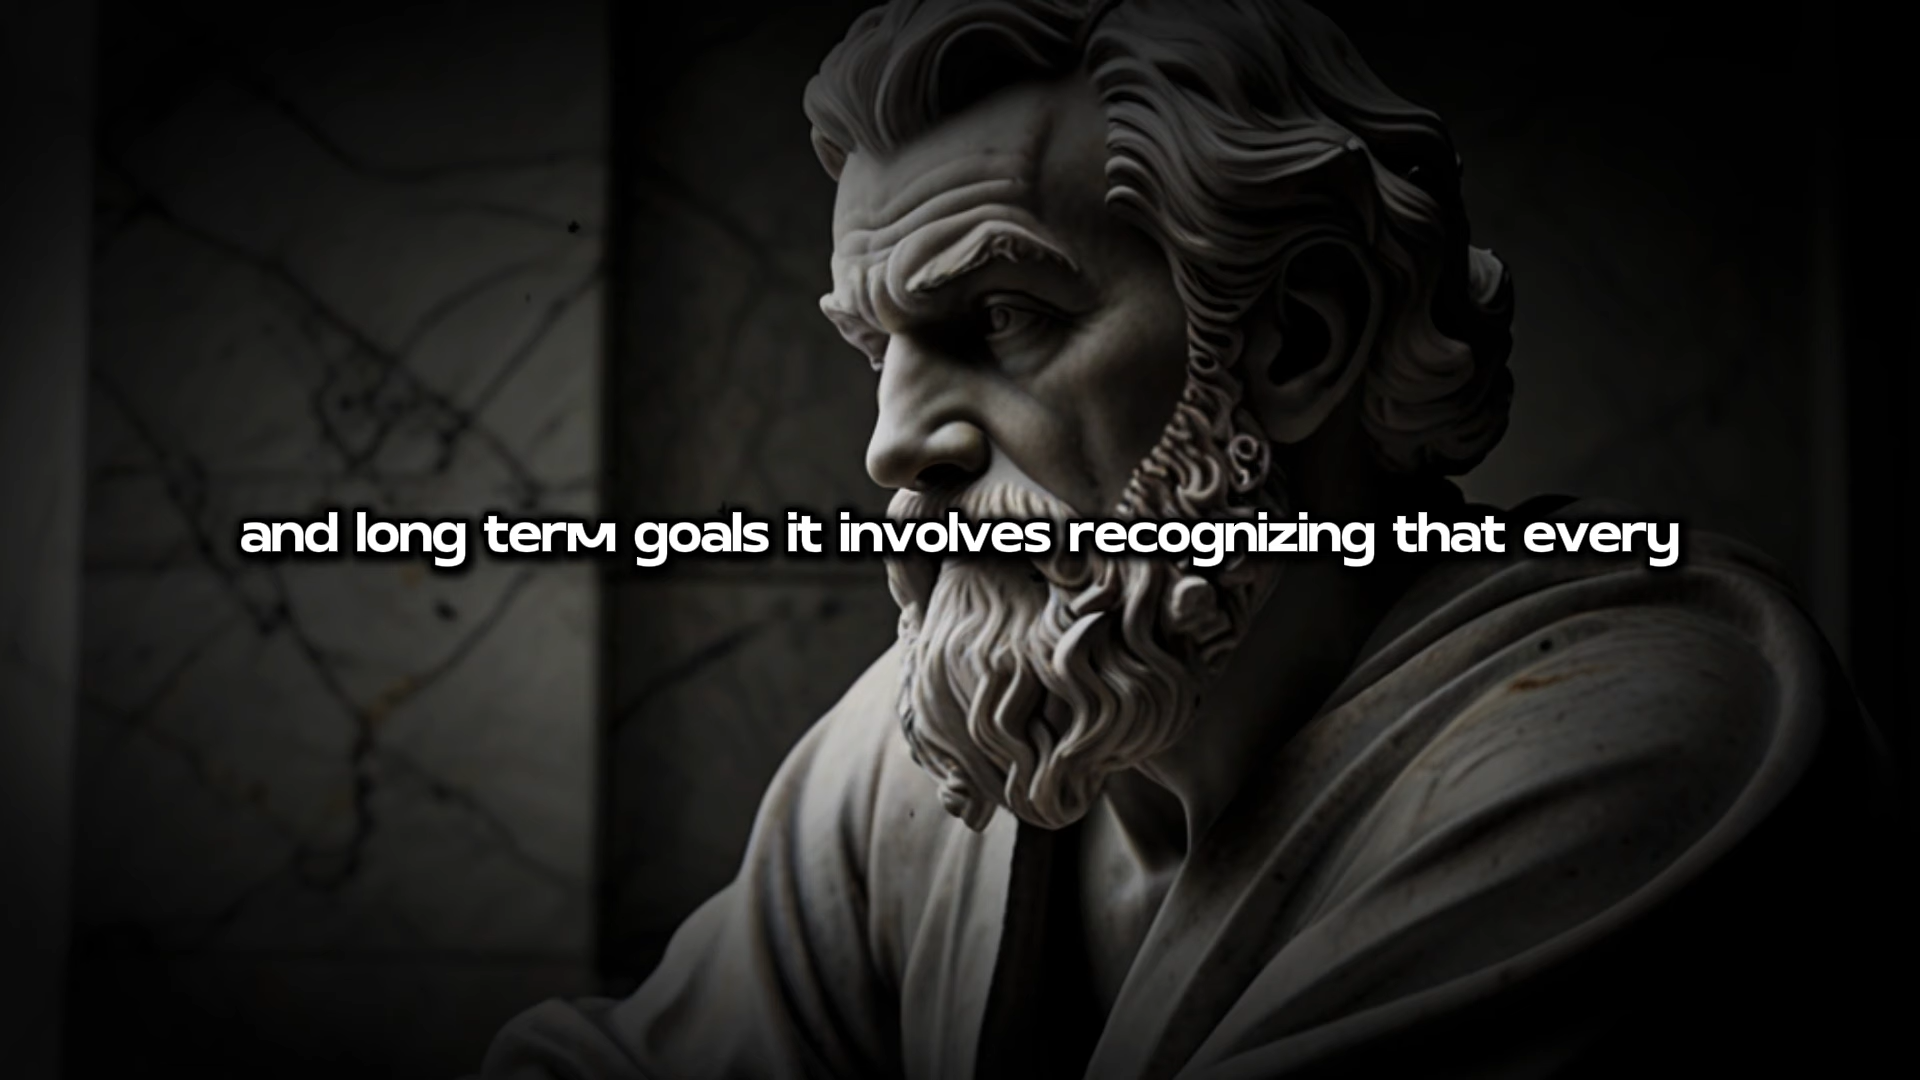 and long term goals it involves recognizing that every